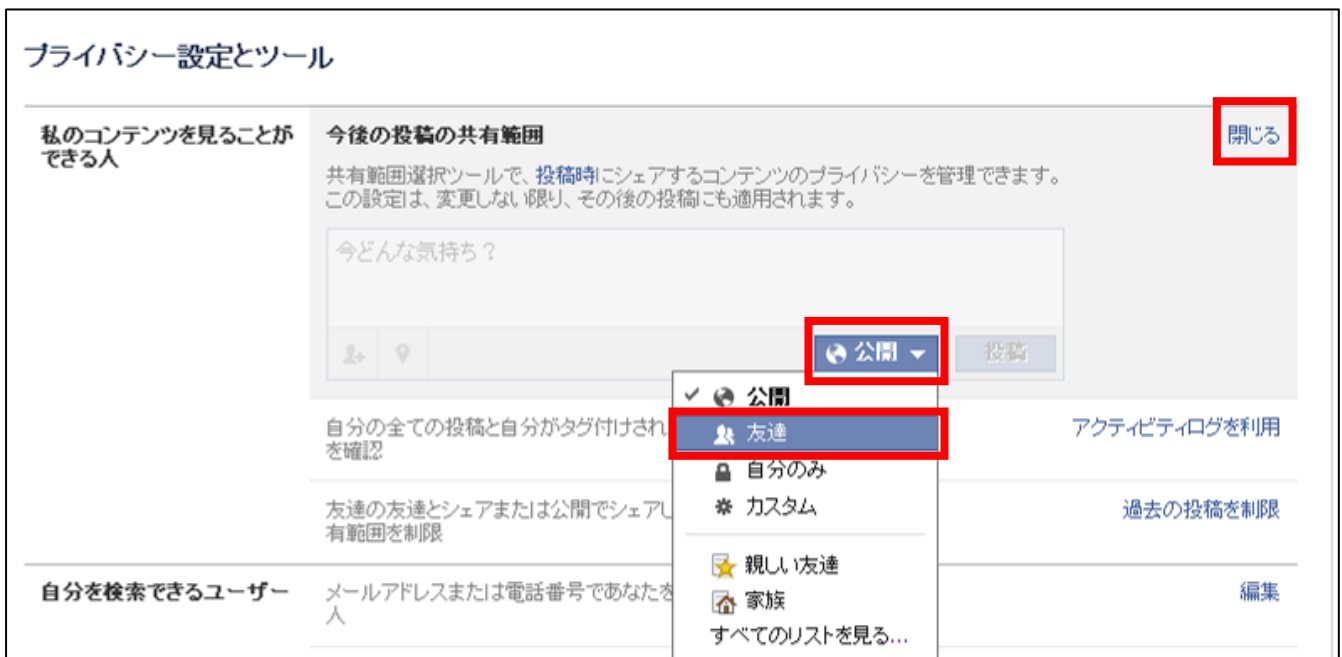 プライバシー設定とツール
私のコンテンツを見ることが
できる人
今後の投稿の共有範囲
閉じる
共有範囲選択ツールで、投稿時にシェアするコンテンツのプライバシーを管理できます。
この設定は、変更しない限り、その後の投稿にも適用されます。
今どんな気持ち？
公開
投稿
公開
友達
自分のみ
カスタム
親しい友達
家族
すべてのリストを見る...
自分の全ての投稿と自分がタグ付けされ
を確認
アクティビティログを利用
友達の友達とシェアまたは公開でシェアし
有範囲を制限
過去の投稿を制限
自分を検索できるユーザー
メールアドレスまたは電話番号であなたを
人
編集